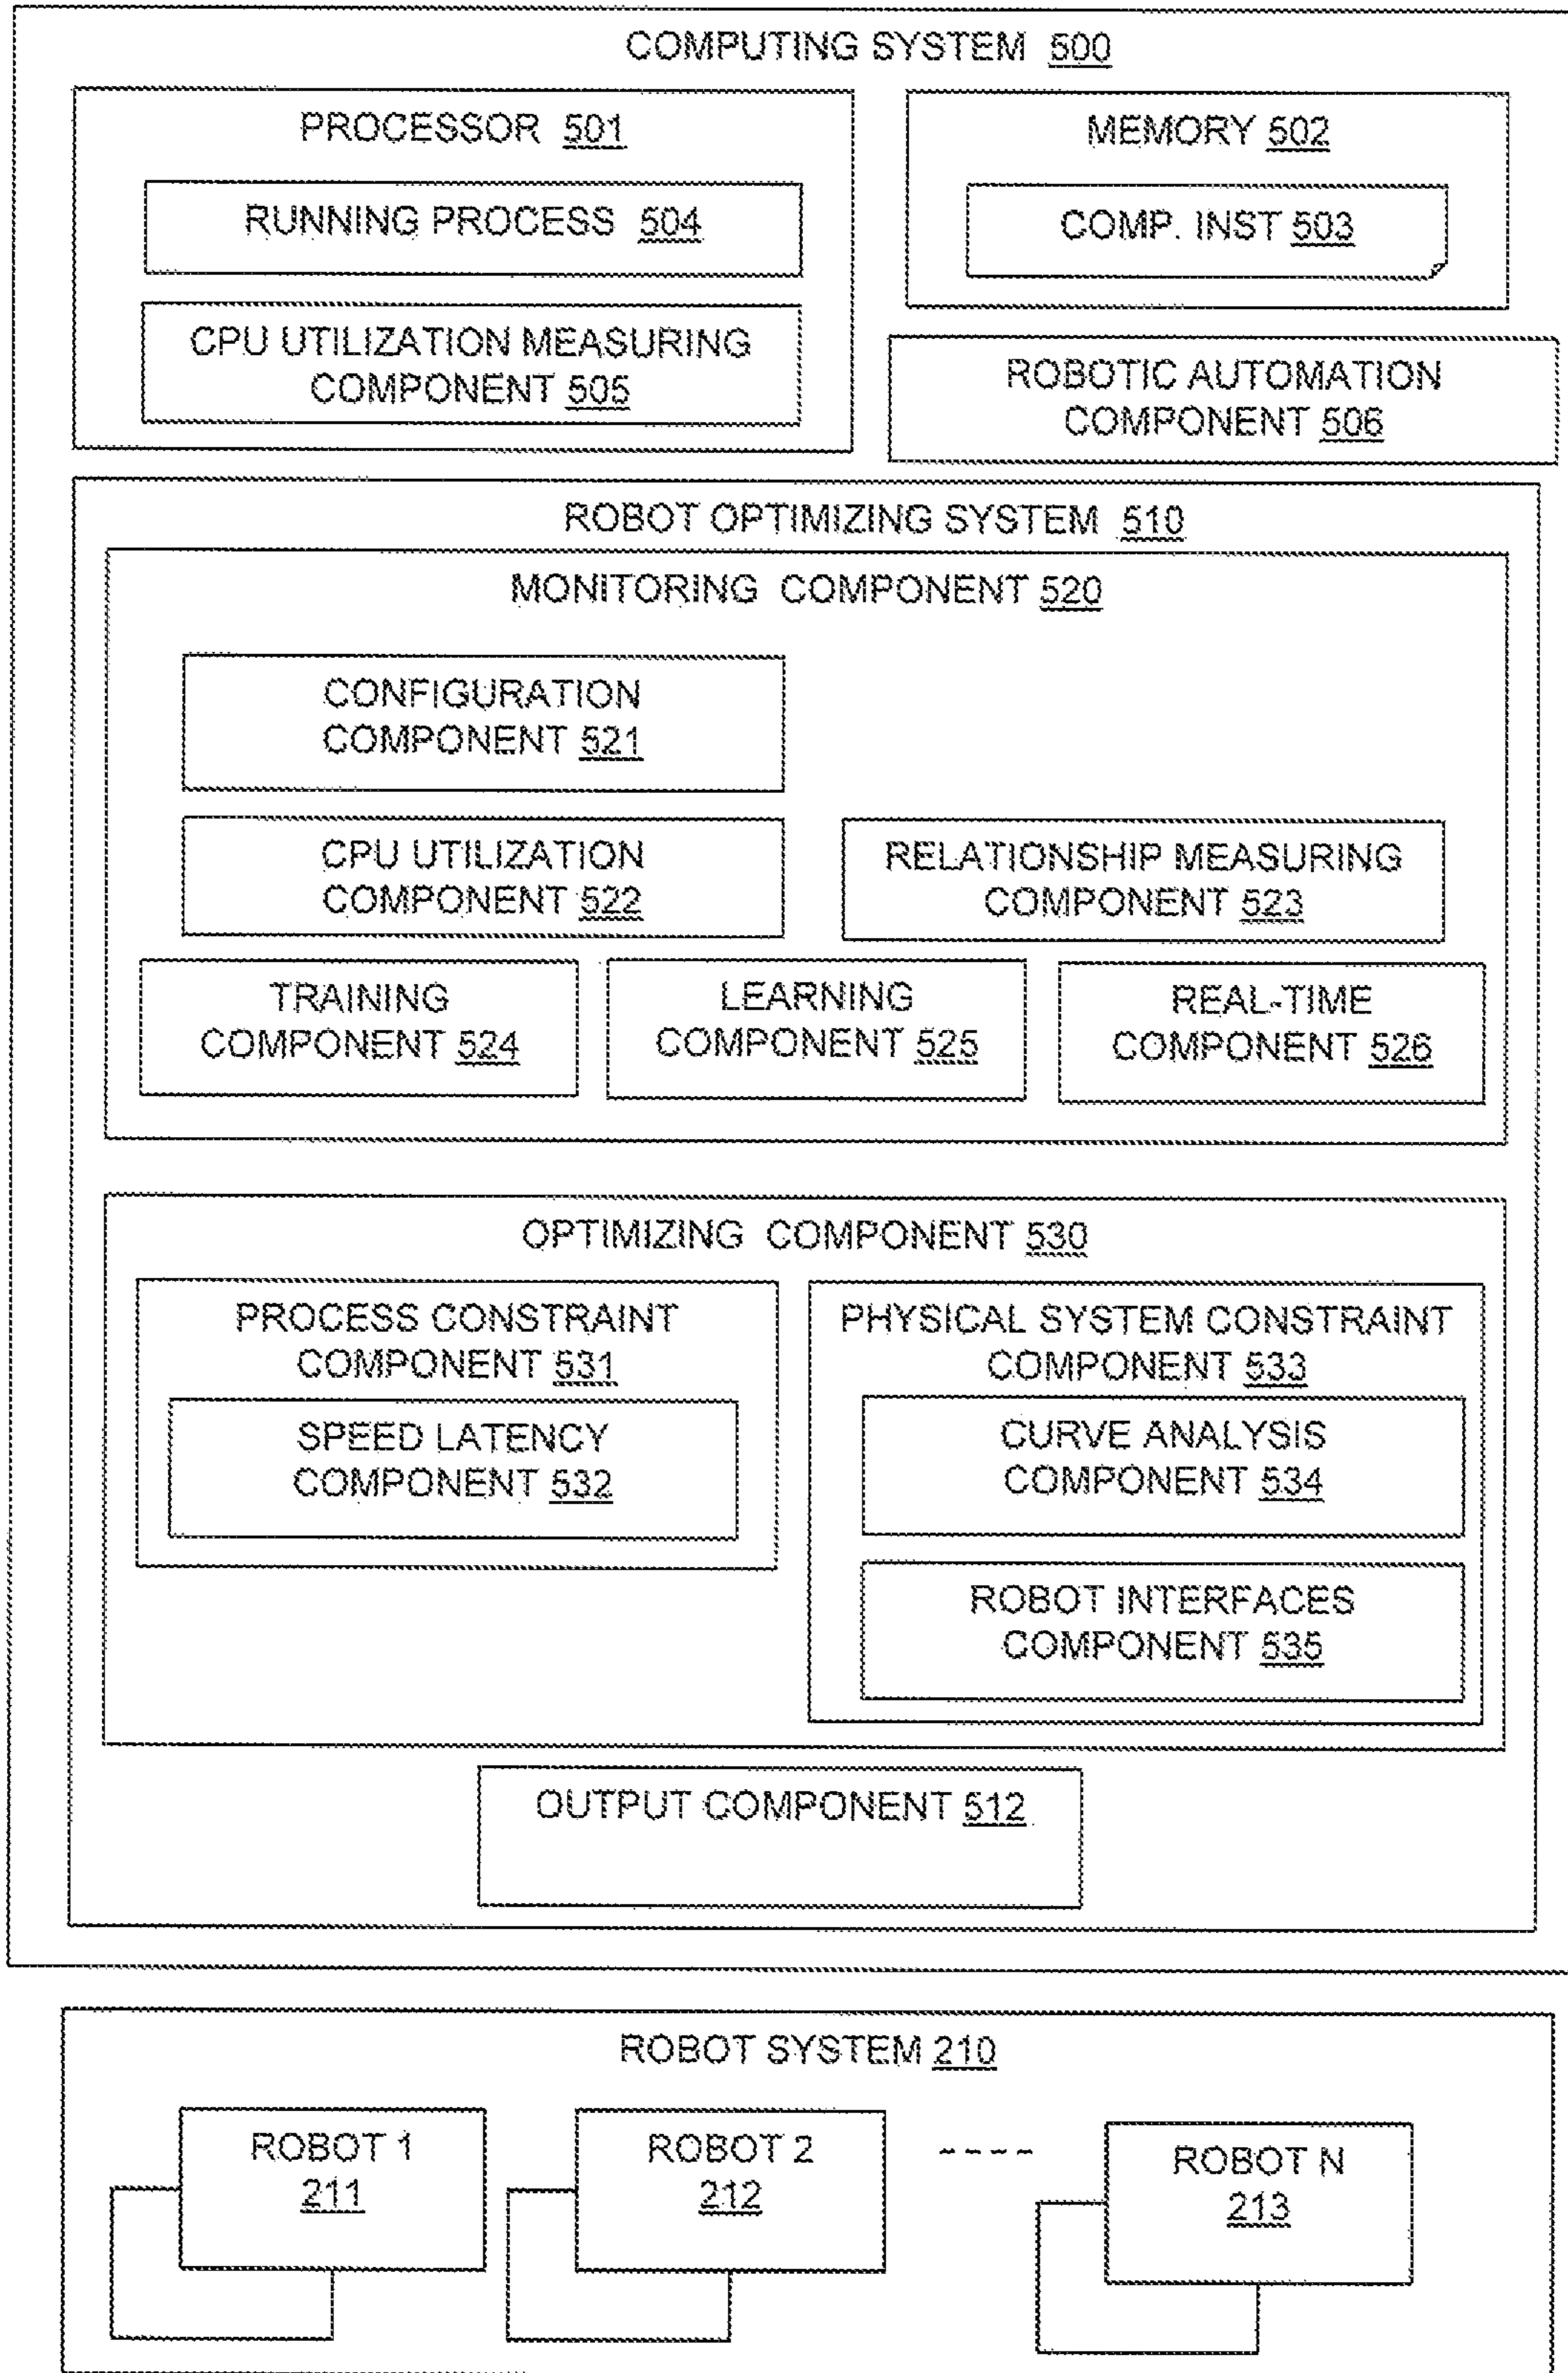 COMPUTING SYSTEM 500
PROCESSOR 501
RUNNING PROCESS 504
CPU UTILIZATION MEASURING
COMPONENT 505
MEMORY 502
COMP. INST 503
ROBOTIC AUTOMATION
COMPONENT 506
ROBOT OPTIMIZING SYSTEM 510
MONITORING COMPONENT 520
CONFIGURATION
COMPONENT 521
CPU UTILIZATION
COMPONENT 522
RELATIONSHIP MEASURING
COMPONENT 523
TRAINING
COMPONENT 524
LEARNING
COMPONENT 525
REAL-TIME
COMPONENT 526
OPTIMIZING COMPONENT 530
PROCESS CONSTRAINT
COMPONENT 531
SPEED LATENCY
COMPONENT 532
PHYSICAL SYSTEM CONSTRAINT
COMPONENT 533
CURVE ANALYSIS
COMPONENT 534
ROBOT INTERFACES
COMPONENT 535
OUTPUT COMPONENT 512
ROBOT SYSTEM 210
ROBOT 1
211
ROBOT 2
212
ROBOT N
213